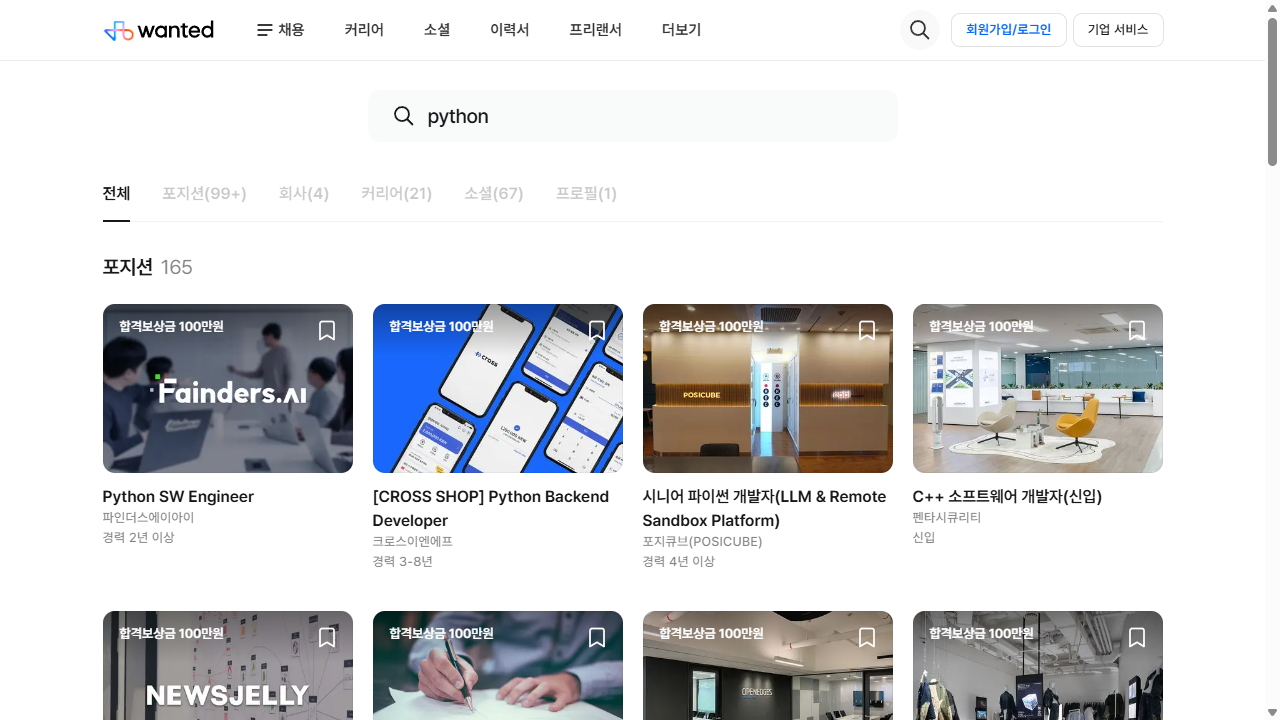 wanted
채용
커리어
소셜
이력서
프리랜서
더보기
회원가입/로그인
기업 서비스
python
전체
포지션(99+)
회사(4)
커리어(21)
소셜(67)
프로필(1)
포지션 165
합격보상금 100만원
Fainders.AI
Python SW Engineer
파인더스에이아이
경력 2년 이상
합격보상금 100만원
cross
[CROSS SHOP] Python Backend
Developer
크로스이엔에프
경력 3-8년
합격보상금 100만원
POSICUBE
시니어 파이썬 개발자(LLM & Remote
Sandbox Platform)
포지큐브(POSICUBE)
경력 4년 이상
합격보상금 100만원
C++ 소프트웨어 개발자(신입)
펜타시큐리티
신입
합격보상금 100만원
NEWSJELLY
합격보상금 100만원
합격보상금 100만원
OPENEDGES
합격보상금 100만원